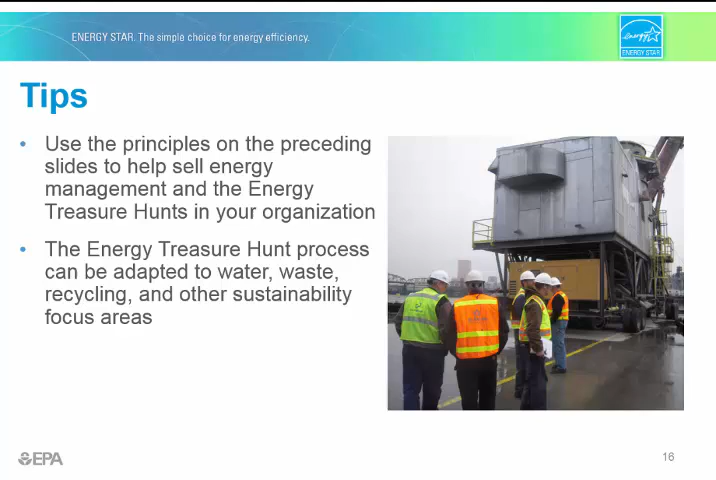 ENERGY STAR. The simple choice for energy efficiency.
energy
ENERGY STAR
Tips
• Use the principles on the preceding
slides to help sell energy
management and the Energy
Treasure Hunts in your organization
• The Energy Treasure Hunt process
can be adapted to water, waste,
recycling, and other sustainability
focus areas
EPA
16